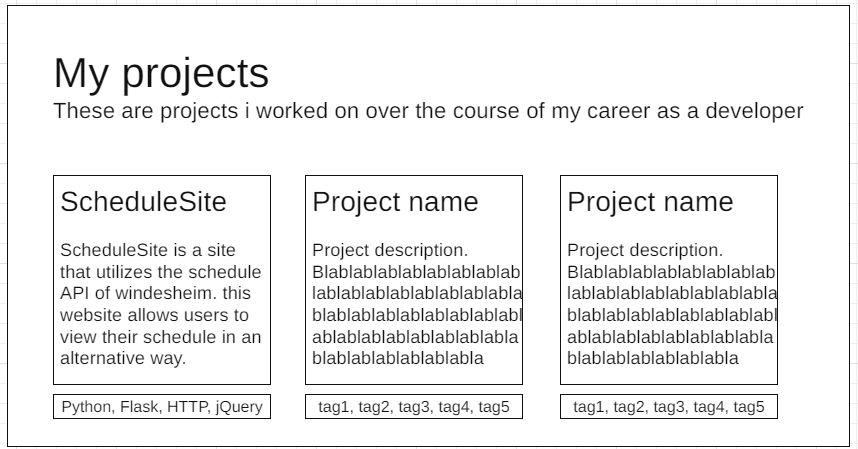 My projects
These are projects i worked on over the course of my career as a developer
ScheduleSite
ScheduleSite is a site
that utilizes the schedule
API of windesheim. this
website allows users to
view their schedule in an
alternative way.
Python, Flask, HTTP, jQuery
Project name
Project description.
Blablablablablablablablab
lablablablablablablablabla
blablablablablablablablabl
ablablablablablablablabla
blablablablablablabla
tag1, tag2, tag3, tag4, tag5
Project name
Project description.
Blablablablablablablablab
lablablablablablablablabla
blablablablablablablablabl
ablablablablablablablabla
blablablablablablabla
tag1, tag2, tag3, tag4, tag5